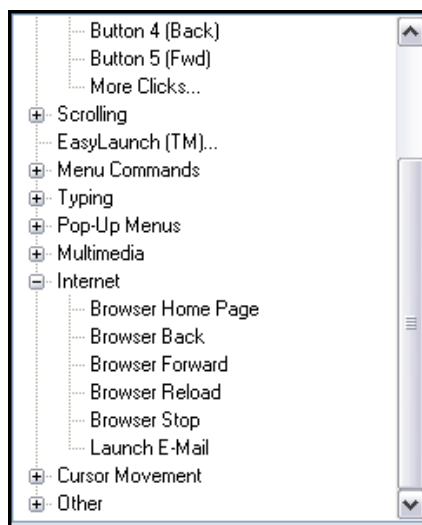 Button 4 (Back)
Button 5 (Fwd)
More Clicks...
Scrolling
EasyLaunch (TM)...
Menu Commands
Typing
Pop-Up Menus
Multimedia
Internet
Browser Home Page
Browser Back
Browser Forward
Browser Reload
Browser Stop
Launch E-Mail
Cursor Movement
Other